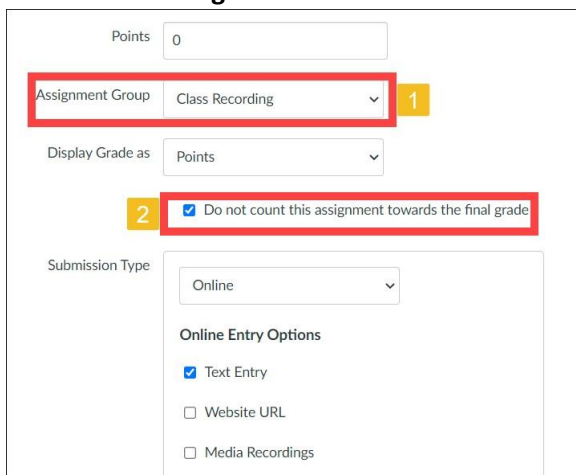 Points 0
Assignment Group Class Recording 1
Display Grade as Points
2 Do not count this assignment towards the final grade
Submission Type
Online
Online Entry Options
Text Entry
Website URL
Media Recordings